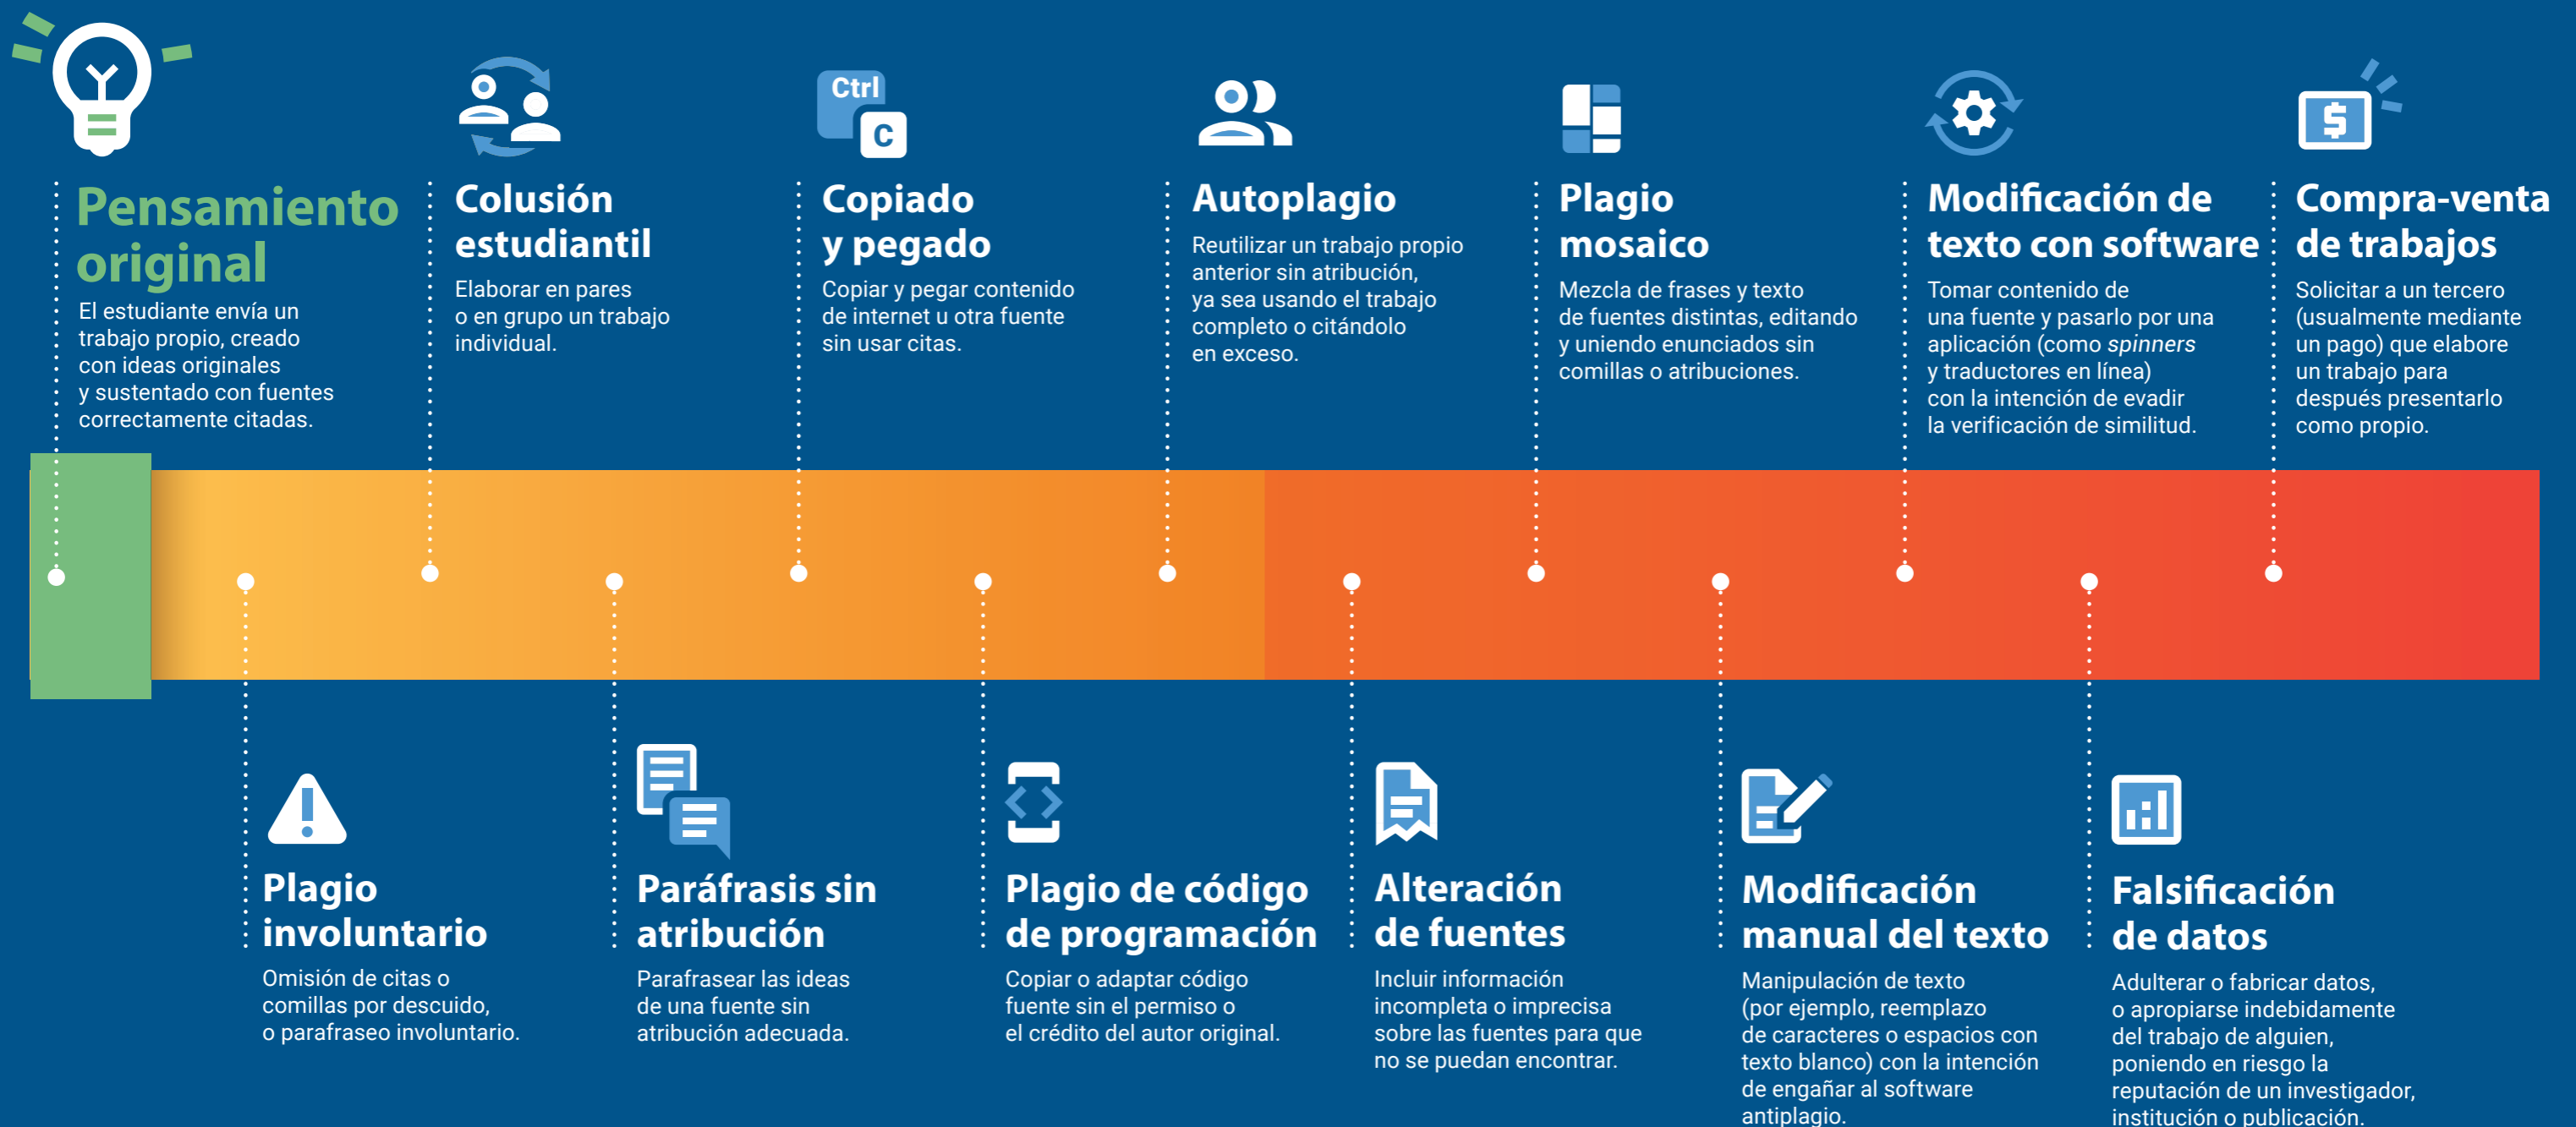 Pensamiento
original
El estudiante envía un
trabajo propio, creado
con ideas originales
y sustentado con fuentes
correctamente citadas.
Colusión
estudiantil
Elaborar en pares
o en grupo un trabajo
individual.
Ctrl
C
Copiado
y pegado
Copiar y pegar contenido
de internet u otra fuente
sin usar citas.
Autoplagio
Reutilizar un trabajo propio
anterior sin atribución,
ya sea usando el trabajo
completo o citándolo
en exceso.
Plagio
mosaico
Mezcla de frases y texto
de fuentes distintas, editando
y uniendo enunciados sin
comillas o atribuciones.
Modificación de
texto con software
Tomar contenido de
una fuente y pasarlo por una
aplicación (como spinners
y traductores en línea)
con la intención de evadir
la verificación de similitud.
$
Compra-venta
de trabajos
Solicitar a un tercero
(usualmente mediante
un pago) que elabore
un trabajo para
después presentarlo
como propio.
Plagio
involuntario
Omisión de citas o
comillas por descuido,
o parafraseo involuntario.
Paráfrasis sin
atribución
Parafrasear las ideas
de una fuente sin
atribución adecuada.
Plagio de código
de programación
Copiar o adaptar código
fuente sin el permiso o
el crédito del autor original.
Alteración
de fuentes
Incluir información
incompleta o imprecisa
sobre las fuentes para que
no se puedan encontrar.
Modificación
manual del texto
Manipulación de texto
(por ejemplo, reemplazo
de caracteres o espacios con
texto blanco) con la intención
de engañar al software
antiplagio.
Falsificación
de datos
Adulterar o fabricar datos,
o apropiarse indebidamente
del trabajo de alguien,
poniendo en riesgo la
reputación de un investigador,
institución o publicación.